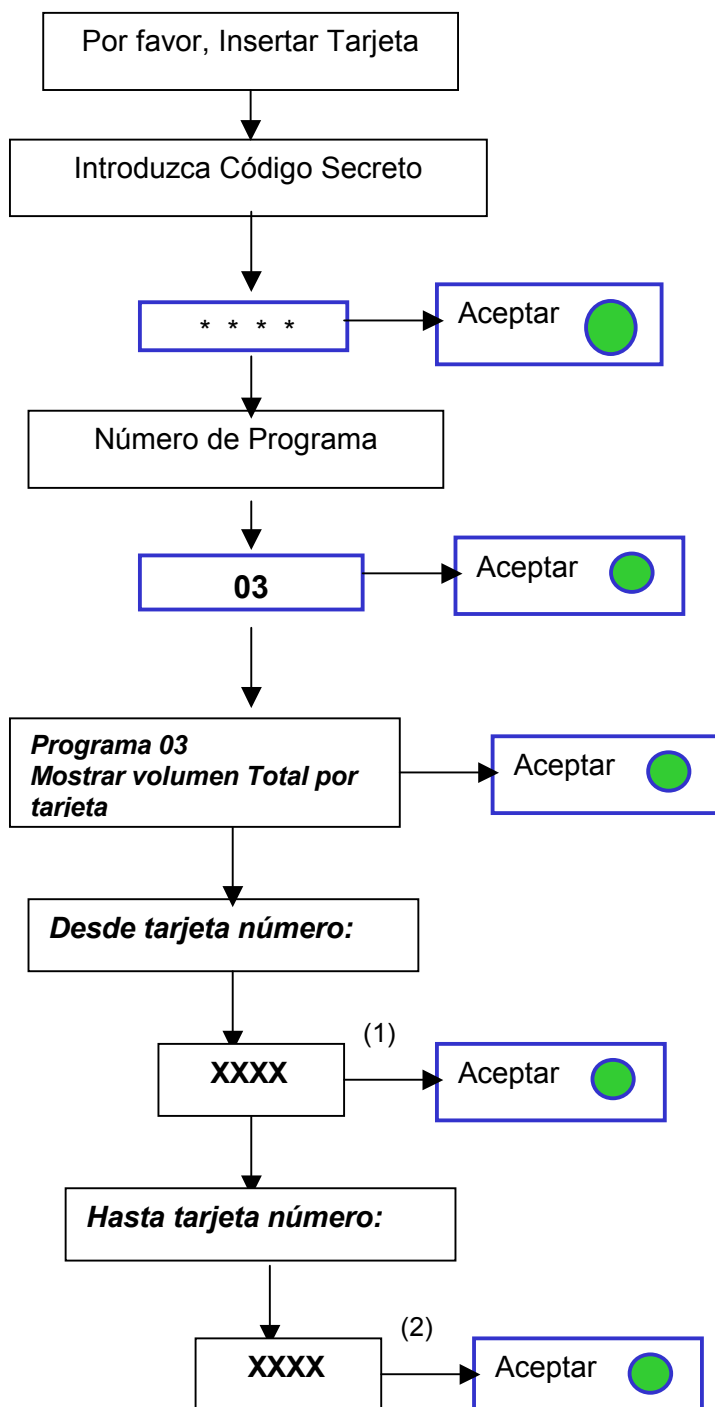 Por favor, Insertar Tarjeta
Introduzca Código Secreto
* * * *
Aceptar
Número de Programa
03
Aceptar
Programa 03
Mostrar volumen Total por
tarjeta
Aceptar
Desde tarjeta número:
XXXX
(1)
Aceptar
Hasta tarjeta número:
XXXX
(2)
Aceptar